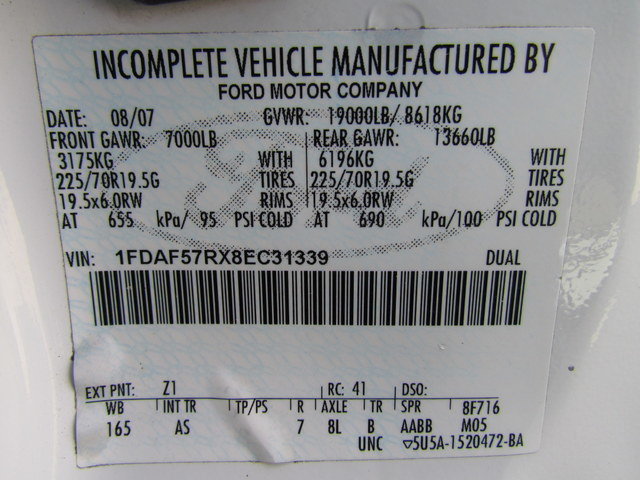 INCOMPLETE VEHICLE MANUFACTURED BY
FORD MOTOR COMPANY
DATE: 08/07 GVWR: 19000LB/ 8618KG
FRONT GAWR: 7000LB REAR GAWR: 13660LB
3175KG WITH 6196KG WITH
225/70R19.5G TIRES 225/70R19.5G TIRES
19.5x6.0RW RIMS 19.5x6.0RW RIMS
AT 655 kPa/ 95 PSI COLD AT 690 kPa/100 PSI COLD
VIN: 1FDAF57RX8EC31339 DUAL
EXT PNT: Z1 RC: 41 DSO:
WB INT TR TP/PS R AXLE TR SPR 8F716
165 AS 7 8L B AABB M05
UNC ▽5U5A-1520472-BA